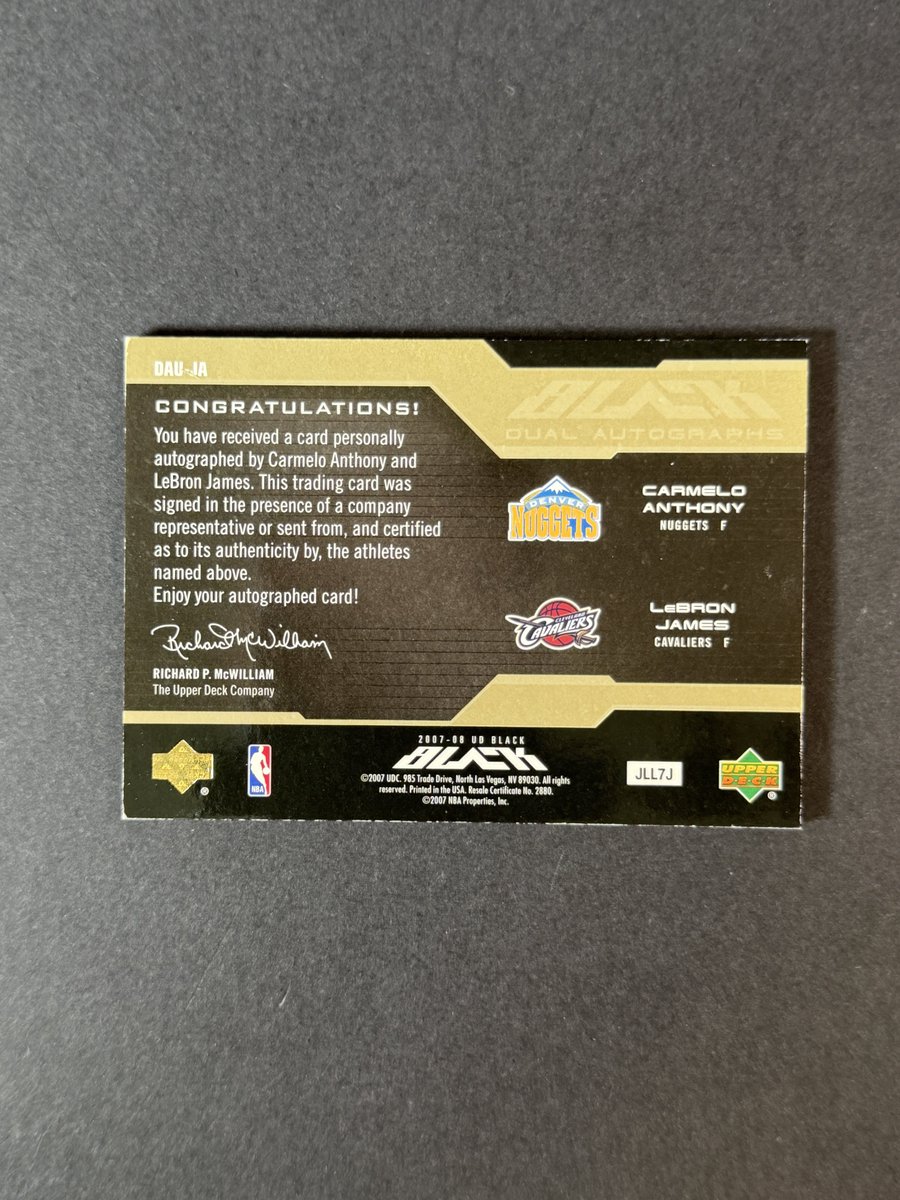 DAU-JA
CONGRATULATIONS!
You have received a card personally
autographed by Carmelo Anthony and
LeBron James. This trading card was
signed in the presence of a company
representative or sent from, and certified
as to its authenticity by, the athletes
named above.
Enjoy your autographed card!
Richard McWilliam
RICHARD P. McWILLIAM
The Upper Deck Company
BLACK
DUAL AUTOGRAPHS
DENVER
NUGGETS
CARMELO
ANTHONY
NUGGETS F
CLEVELAND
CAVALIERS
LeBRON
JAMES
CAVALIERS F
2007-08 UD BLACK
BLACK
©2007 UDC. 985 Trade Drive, North Las Vegas, NV 89030. All rights
reserved. Printed in the USA. Resale Certificate No. 2880.
©2007 NBA Properties, Inc.
®
NBA
JLL7J
UPPER
DECK
®